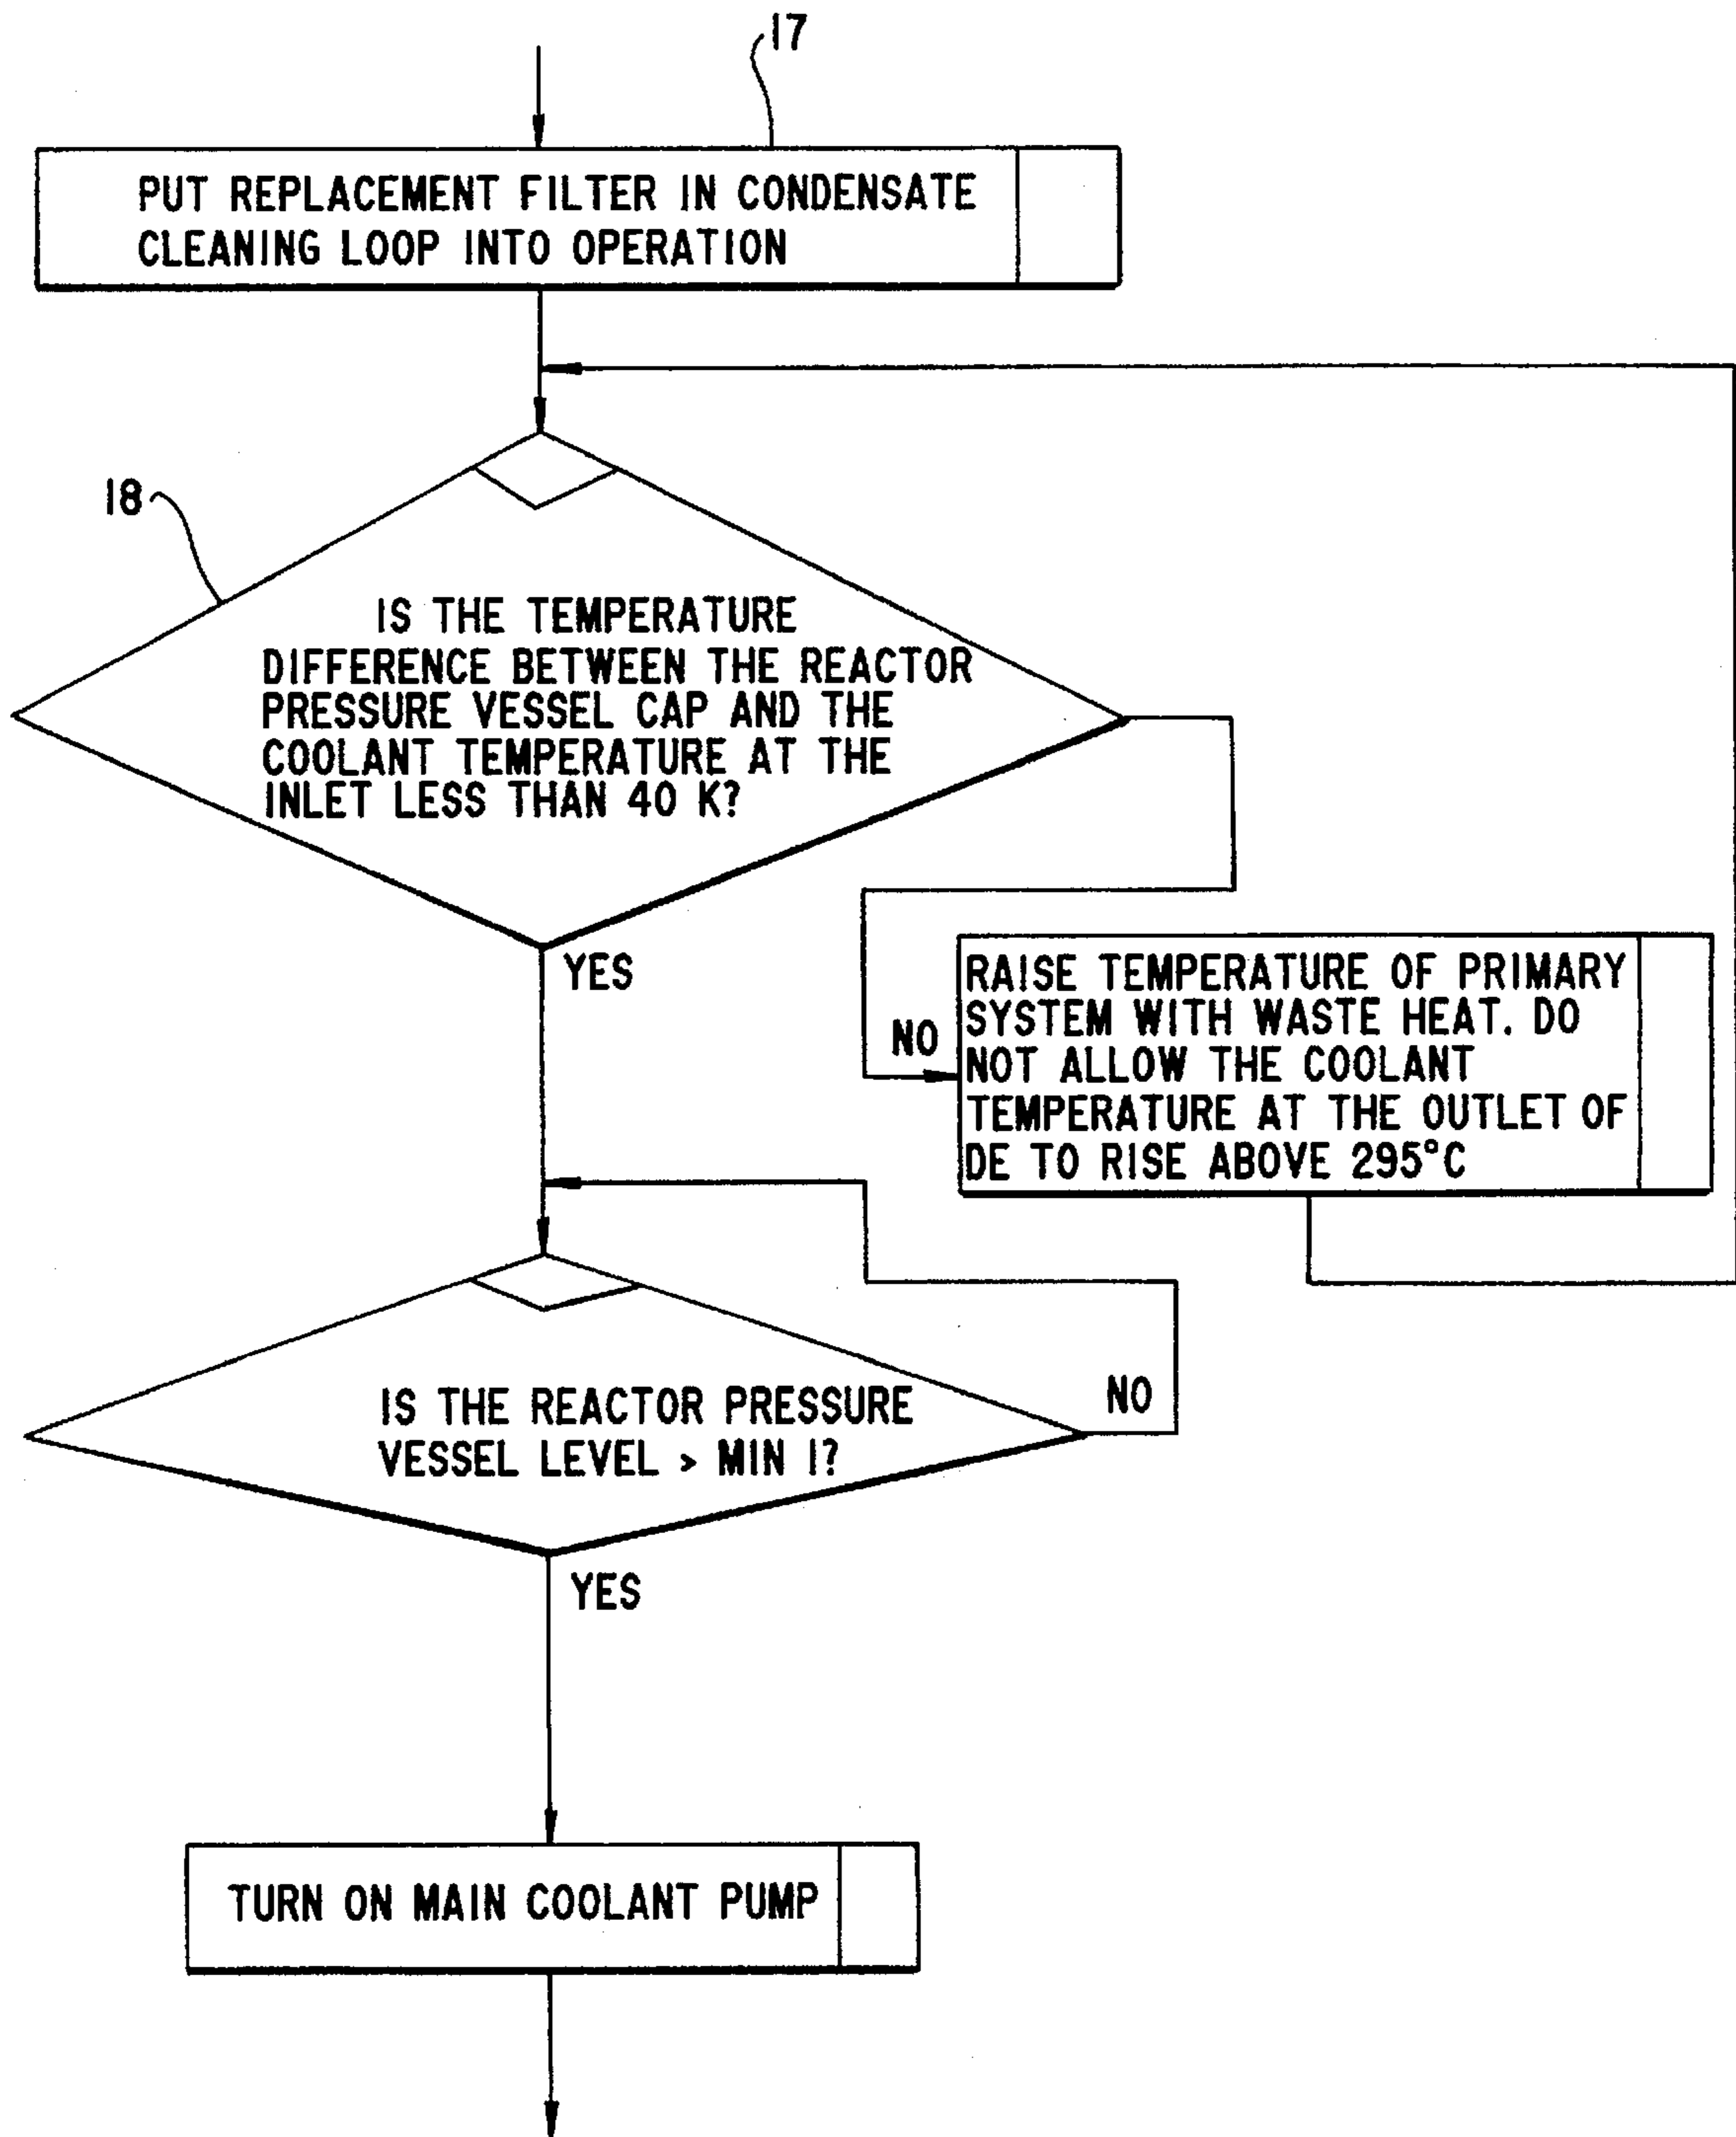 17
PUT REPLACEMENT FILTER IN CONDENSATE
CLEANING LOOP INTO OPERATION
18
IS THE TEMPERATURE
DIFFERENCE BETWEEN THE REACTOR
PRESSURE VESSEL CAP AND THE
COOLANT TEMPERATURE AT THE
INLET LESS THAN 40 K?
YES
NO
RAISE TEMPERATURE OF PRIMARY
SYSTEM WITH WASTE HEAT. DO
NOT ALLOW THE COOLANT
TEMPERATURE AT THE OUTLET OF
DE TO RISE ABOVE 295°C
IS THE REACTOR PRESSURE
VESSEL LEVEL > MIN I?
NO
YES
TURN ON MAIN COOLANT PUMP